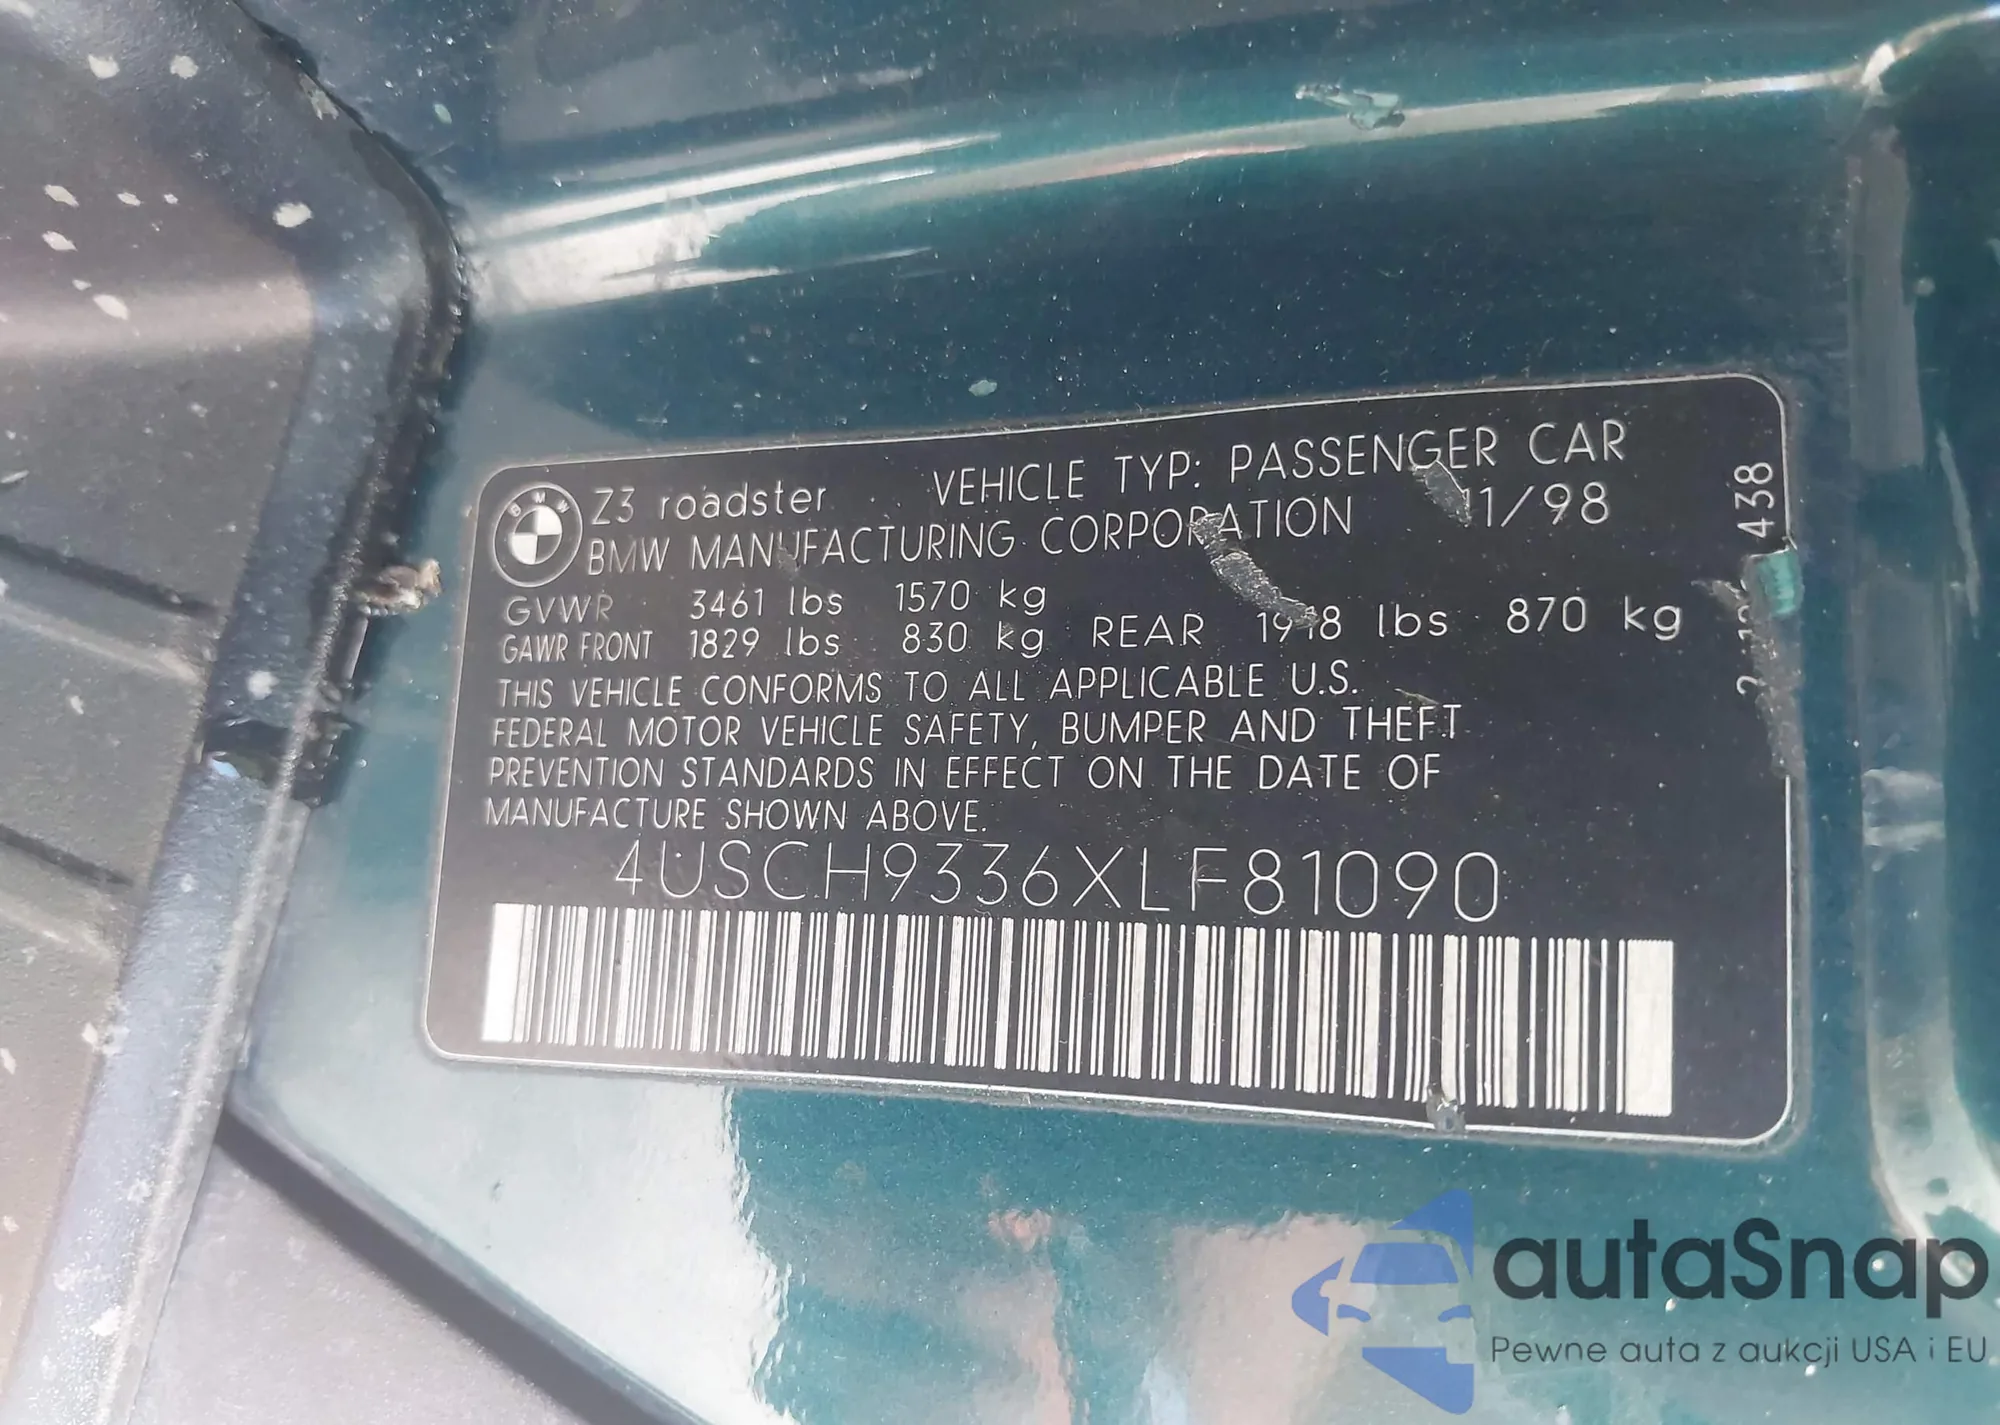 BMW
Z3 roadster VEHICLE TYP: PASSENGER CAR
BMW MANUFACTURING CORPORATION 11/98
GVWR 3461 lbs 1570 kg
GAWR FRONT 1829 lbs 830 kg REAR 1918 lbs 870 kg
THIS VEHICLE CONFORMS TO ALL APPLICABLE U.S.
FEDERAL MOTOR VEHICLE SAFETY, BUMPER AND THEFT
PREVENTION STANDARDS IN EFFECT ON THE DATE OF
MANUFACTURE SHOWN ABOVE.
4USCH9336XLF81090
438
autaSnap
Pewne auta z aukcji USA i EU